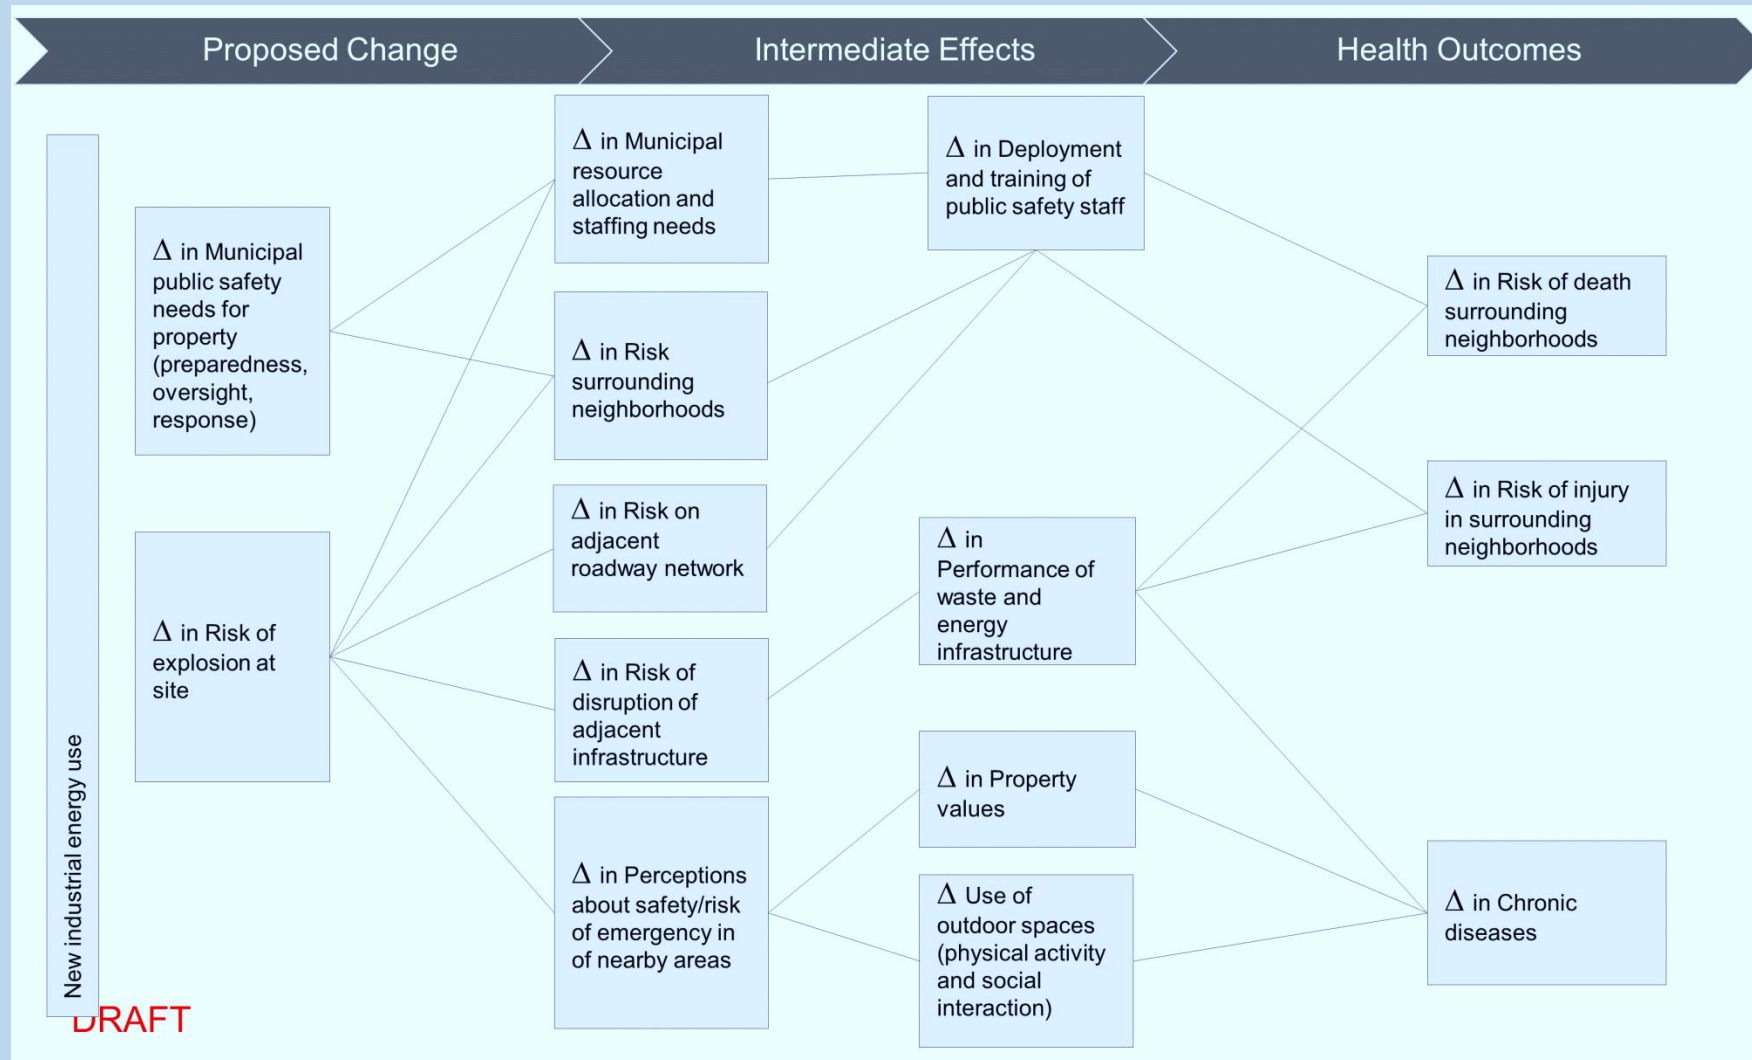 Proposed Change
Intermediate Effects
Health Outcomes
New industrial energy use
Δ in Municipal
public safety
needs for
property
(preparedness,
oversight,
response)
Δ in Risk of
explosion at
site
Δ in Municipal
resource
allocation and
staffing needs
Δ in Risk
surrounding
neighborhoods
Δ in Risk on
adjacent
roadway network
Δ in Risk of
disruption of
adjacent
infrastructure
Δ in Perceptions
about safety/risk
of emergency in
of nearby areas
Δ in Deployment
and training of
public safety staff
Δ in
Performance of
waste and
energy
infrastructure
Δ in Property
values
Δ Use of
outdoor spaces
(physical activity
and social
interaction)
Δ in Risk of death
surrounding
neighborhoods
Δ in Risk of injury
in surrounding
neighborhoods
Δ in Chronic
diseases
DRAFT